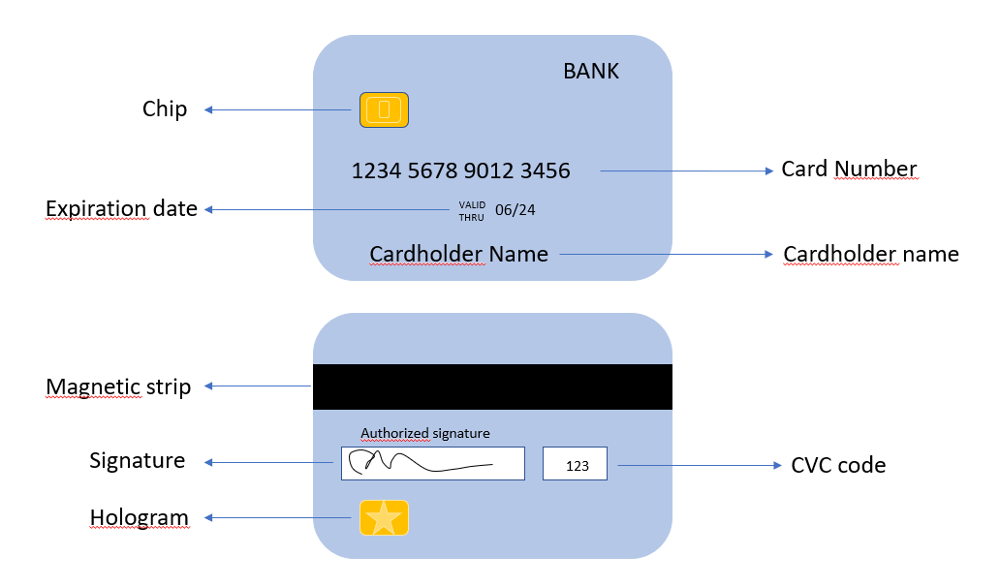 BANK
Chip
1234 5678 9012 3456
Card Number
Expiration date
VALID
THRU
06/24
Cardholder Name
Cardholder name
Magnetic strip
Authorized signature
Signature
123
CVC code
Hologram